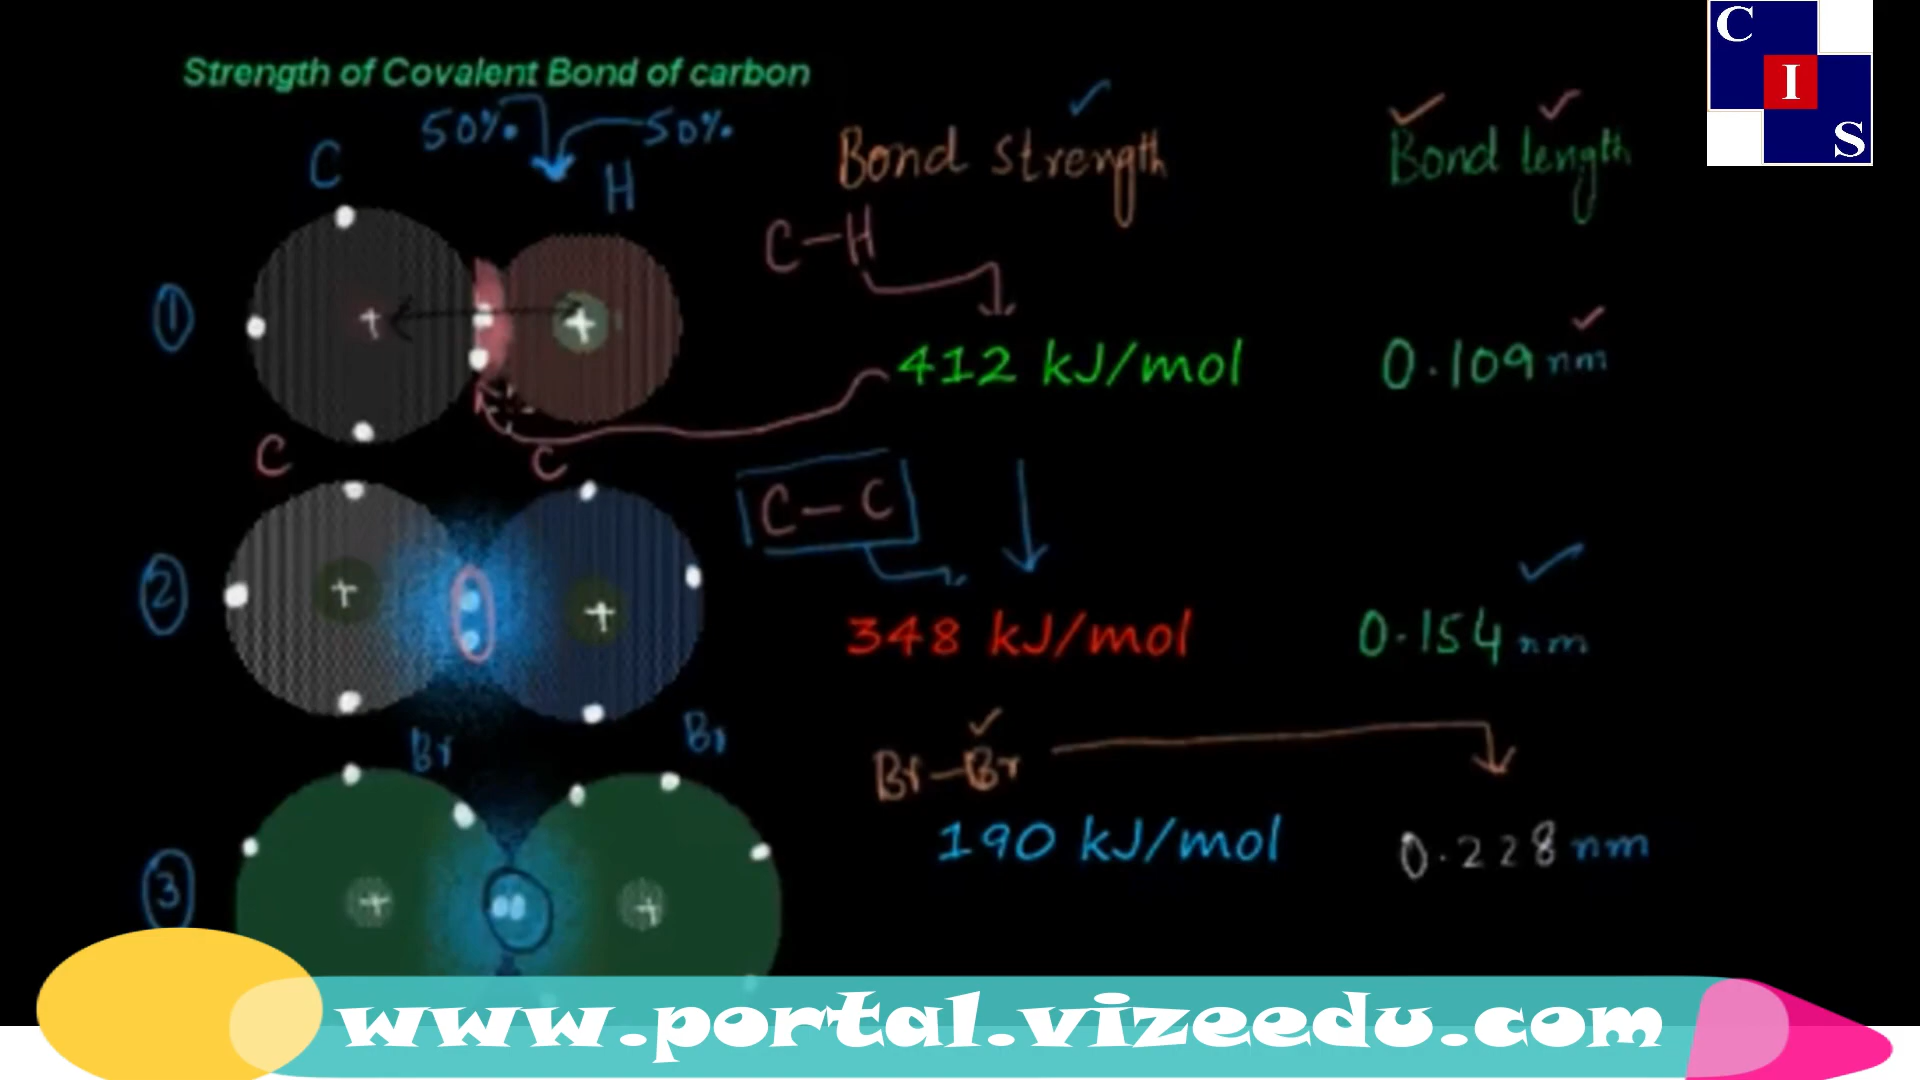 C
I
S
Strength of Covalent Bond of carbon
50% 50%
C H
Bond strength Bond length
C-H
1
+ +
412 kJ/mol 0.109 nm
C C
C-C
2
+ +
348 kJ/mol 0.154 nm
Br Br
Br-Br
190 kJ/mol 0.228 nm
3
+ +
www.portal.vizeedu.com